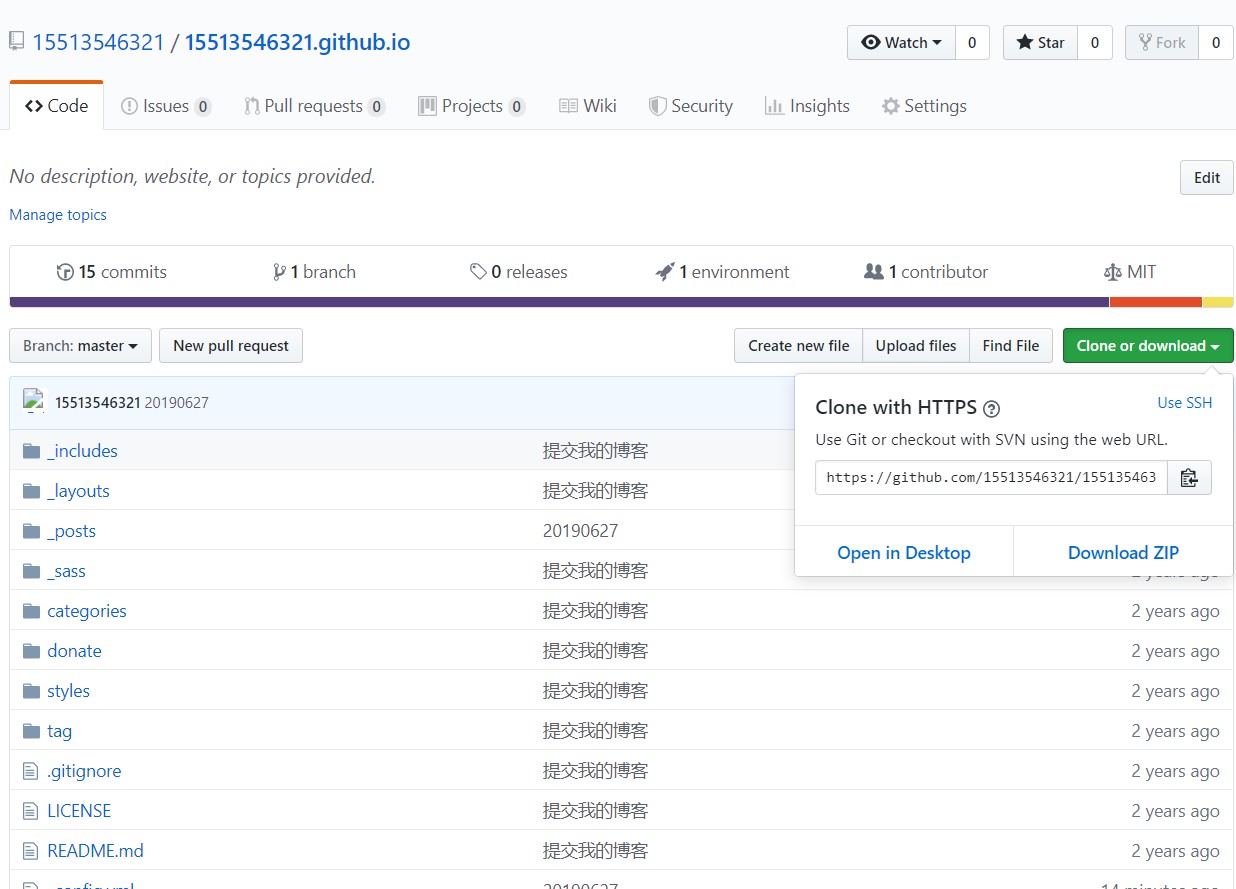 15513546321 / 15513546321.github.io
Watch 0 Star 0 Fork 0
Code Issues 0 Pull requests 0 Projects 0 Wiki Security Insights Settings
No description, website, or topics provided.
Edit
Manage topics
15 commits 1 branch 0 releases 1 environment 1 contributor MIT
Branch: master New pull request Create new file Upload files Find File Clone or download
15513546321 20190627
Clone with HTTPS Use SSH
Use Git or checkout with SVN using the web URL.
https://github.com/15513546321/155135463
Open in Desktop Download ZIP
_includes 提交我的博客
_layouts 提交我的博客
_posts 20190627
_sass 提交我的博客 2 years ago
categories 提交我的博客 2 years ago
donate 提交我的博客 2 years ago
styles 提交我的博客 2 years ago
tag 提交我的博客 2 years ago
.gitignore 提交我的博客 2 years ago
LICENSE 提交我的博客 2 years ago
README.md 提交我的博客 2 years ago
_config.yml 20190627 14 minutes ago